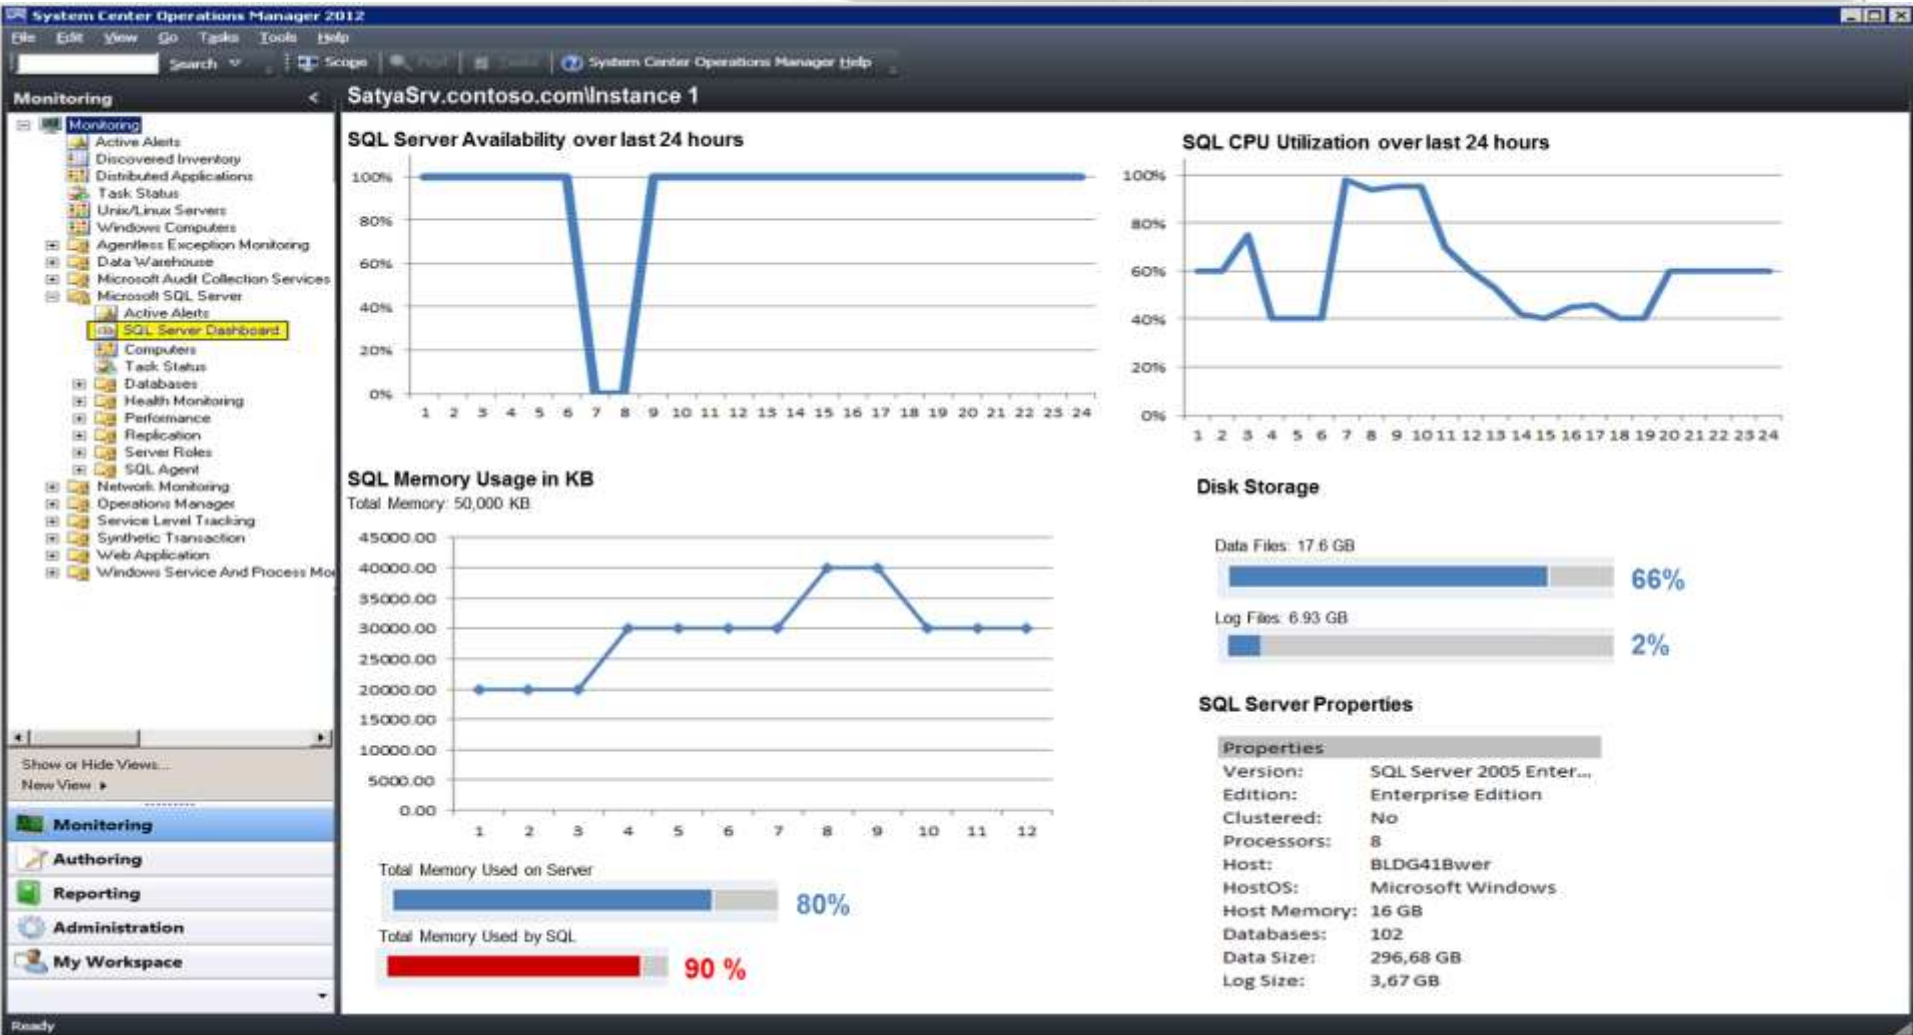 System Center Operations Manager 2012
File Edit View Go Tasks Tools Help
Search Scope Find Tasks System Center Operations Manager Help
Monitoring <
Monitoring
Active Alerts
Discovered Inventory
Distributed Applications
Task Status
Unix/Linux Servers
Windows Computers
Agentless Exception Monitoring
Data Warehouse
Microsoft Audit Collection Services
Microsoft SQL Server
Active Alerts
SQL Server Dashboard
Computers
Task Status
Databases
Health Monitoring
Performance
Replication
Server Roles
SQL Agent
Network Monitoring
Operations Manager
Service Level Tracking
Synthetic Transaction
Web Application
Windows Service And Process Mo
Show or Hide Views...
New View
Monitoring
Authoring
Reporting
Administration
My Workspace
Ready
SatyaSrv.contoso.com\Instance 1
SQL Server Availability over last 24 hours
100%
80%
60%
40%
20%
0%
1 2 3 4 5 6 7 8 9 10 11 12 13 14 15 16 17 18 19 20 21 22 23 24
SQL CPU Utilization over last 24 hours
100%
80%
60%
40%
20%
0%
1 2 3 4 5 6 7 8 9 10 11 12 13 14 15 16 17 18 19 20 21 22 23 24
SQL Memory Usage in KB
Total Memory: 50,000 KB
45000.00
40000.00
35000.00
30000.00
25000.00
20000.00
15000.00
10000.00
5000.00
0.00
1 2 3 4 5 6 7 8 9 10 11 12
Total Memory Used on Server
80%
Total Memory Used by SQL
90 %
Disk Storage
Data Files: 17.6 GB
66%
Log Files: 6.93 GB
2%
SQL Server Properties
Properties
Version: SQL Server 2005 Enter...
Edition: Enterprise Edition
Clustered: No
Processors: 8
Host: BLDG41Bwer
HostOS: Microsoft Windows
Host Memory: 16 GB
Databases: 102
Data Size: 296,68 GB
Log Size: 3,67 GB